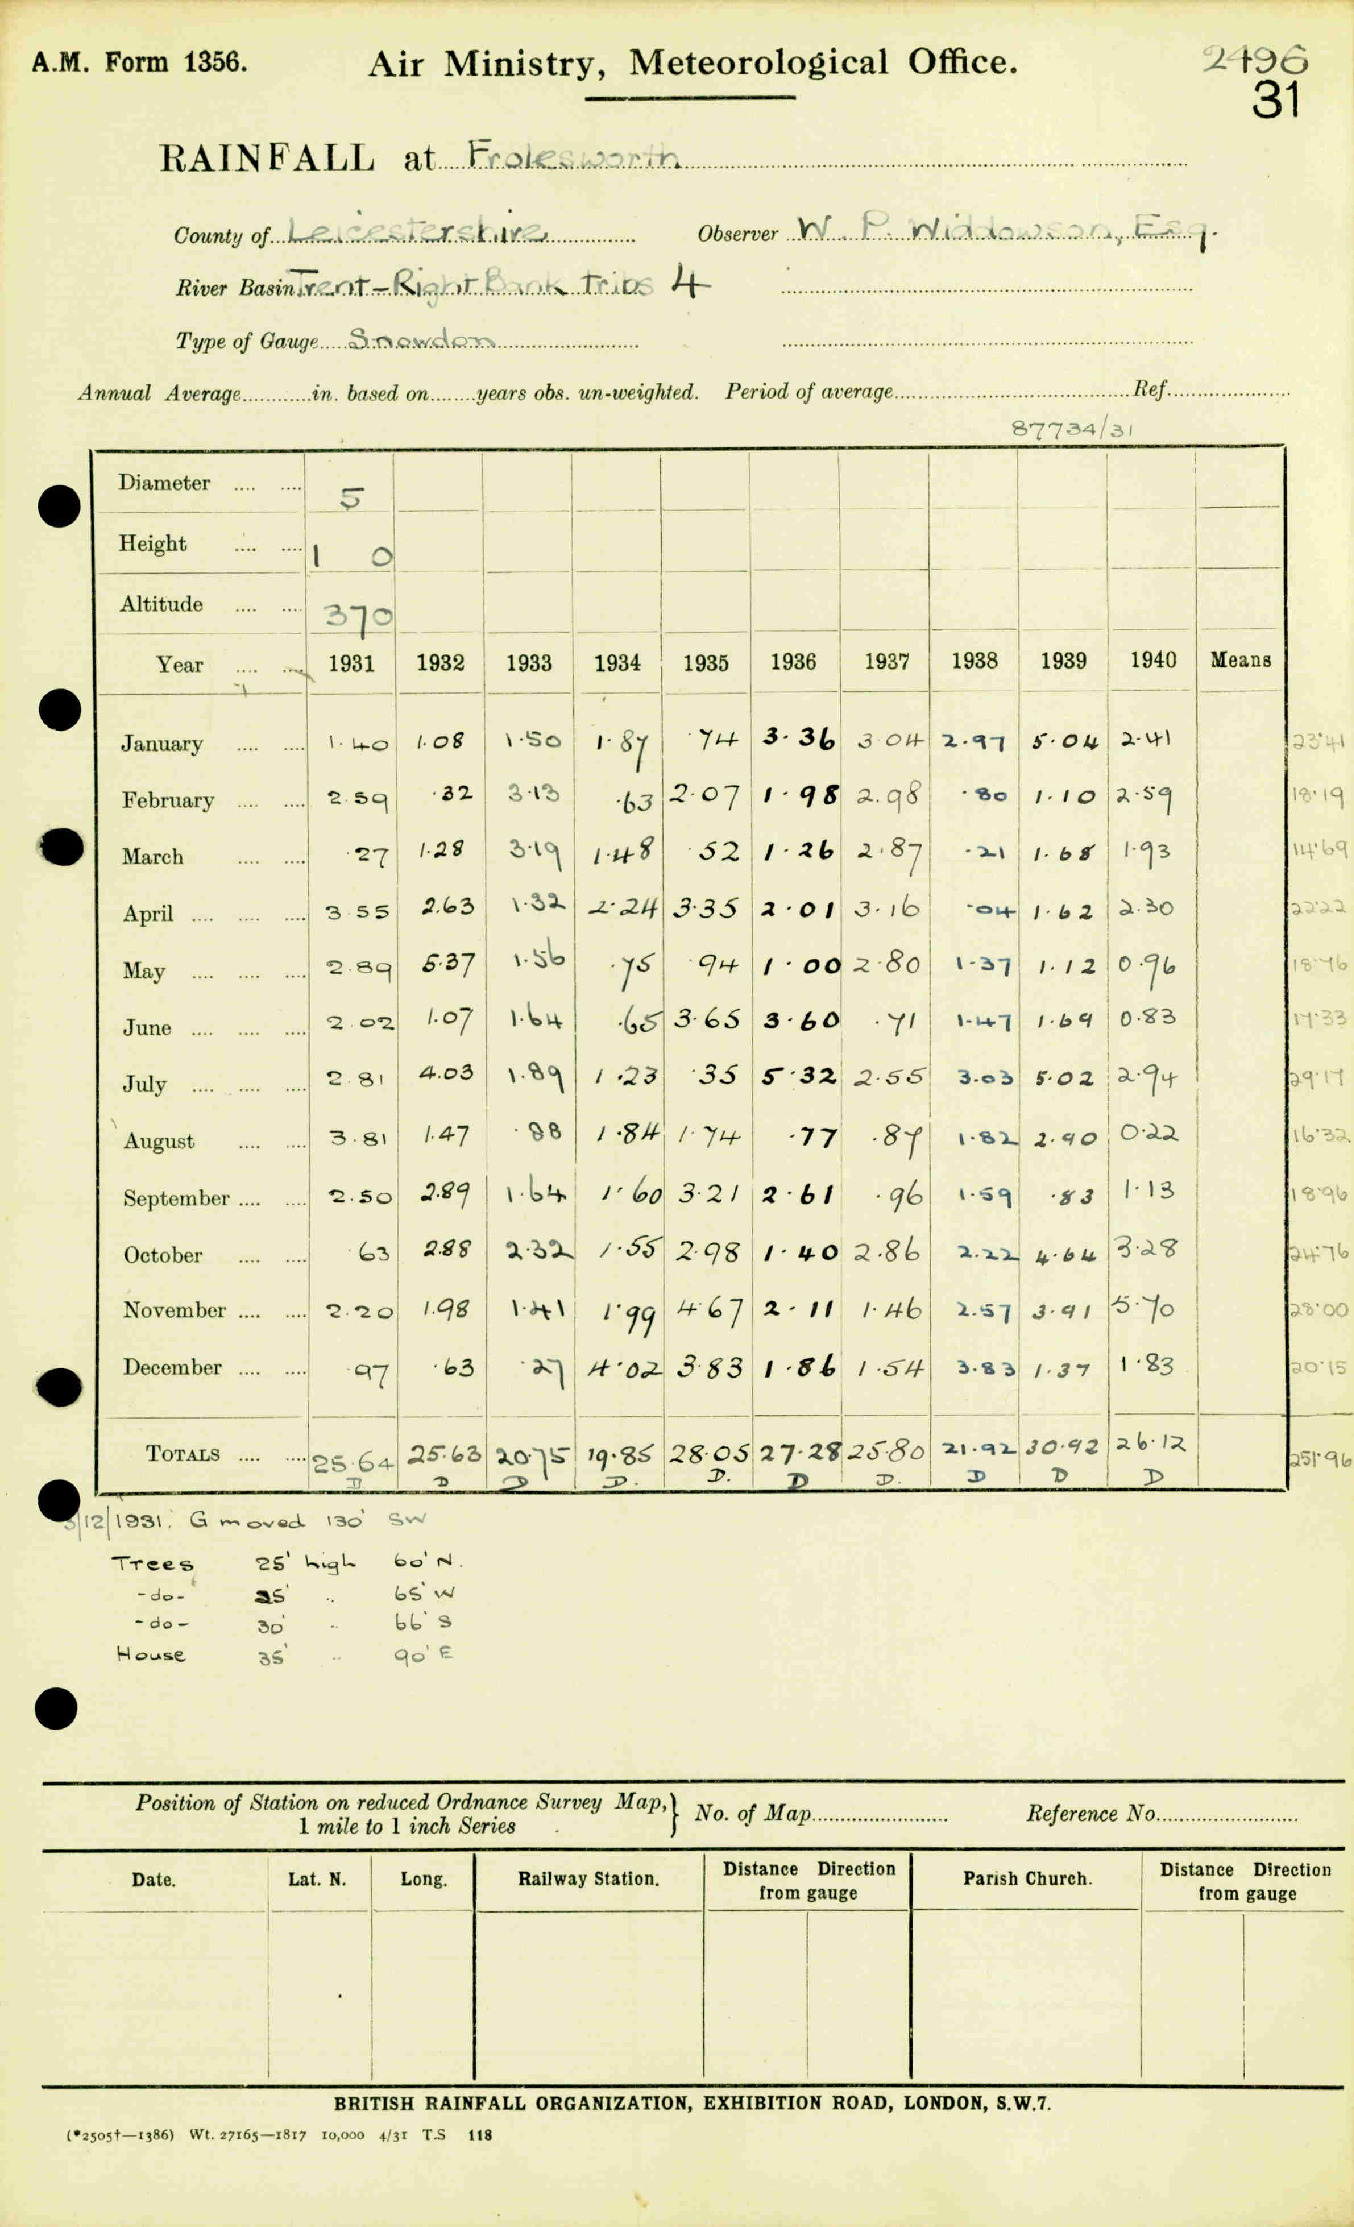 A.M. Form 1356. Air Ministry, Meteorological Office. 2496
31
RAINFALL at Frolesworth
County of Leicestershire Observer W. P. Widdowson, Esq.
River Basin Trent-Right Bank tribs 4
Type of Gauge Snowdon
Annual Average............in. based on........years obs. un-weighted. Period of average........................................Ref.....................
87734/31
Diameter .... .... 5
Height .... .... 1 0
Altitude .... .... 370
Year .... .... 1931 1932 1933 1934 1935 1936 1937 1938 1939 1940 Means
January .... .... 1.40 1.08 1.50 1.87 .74 3.36 3.04 2.97 5.04 2.41 23.41
February .... .... 2.59 .32 3.13 .63 2.07 1.98 2.98 .80 1.10 2.59 18.19
March .... .... .27 1.28 3.19 1.48 .52 1.26 2.87 .21 1.68 1.93 14.69
April .... .... .... 3.55 2.63 1.32 2.24 3.35 2.01 3.16 .04 1.62 2.30 22.22
May .... .... .... 2.89 5.37 1.56 .75 .94 1.00 2.80 1.37 1.12 0.96 18.76
June .... .... .... 2.02 1.07 1.64 .65 3.65 3.60 .71 1.47 1.69 0.83 17.33
July .... .... .... 2.81 4.03 1.89 1.23 .35 5.32 2.55 3.03 5.02 2.94 29.17
August .... .... 3.81 1.47 .88 1.84 1.74 .77 .87 1.82 2.90 0.22 16.32
September .... .... 2.50 2.89 1.64 1.60 3.21 2.61 .96 1.59 .83 1.13 18.96
October .... .... 63 2.88 2.32 1.55 2.98 1.40 2.86 2.22 4.64 3.28 24.76
November .... .... 2.20 1.98 1.41 1.99 4.67 2.11 1.46 2.57 3.91 5.70 28.00
December .... .... .97 .63 .27 4.02 3.83 1.86 1.54 3.83 1.37 1.83 20.15
TOTALS .... .... 25.64 25.63 20.75 19.85 28.05 27.28 25.80 21.92 30.92 26.12 251.96
D D D D. D. D D. D D D
/12/1931. G moved 130' SW
Trees 25' high 60' N.
-do- 25' " 65' W
-do- 30' " 66' S
House 35' " 90' E
Position of Station on reduced Ordnance Survey Map,} No. of Map........................ Reference No.........................
1 mile to 1 inch Series
Date. Lat. N. Long. Railway Station. Distance Direction from gauge Parish Church. Distance Direction from gauge
BRITISH RAINFALL ORGANIZATION, EXHIBITION ROAD, LONDON, S.W.7.
(*2505†—1386) Wt. 27165—1817 10,000 4/31 T.S 118